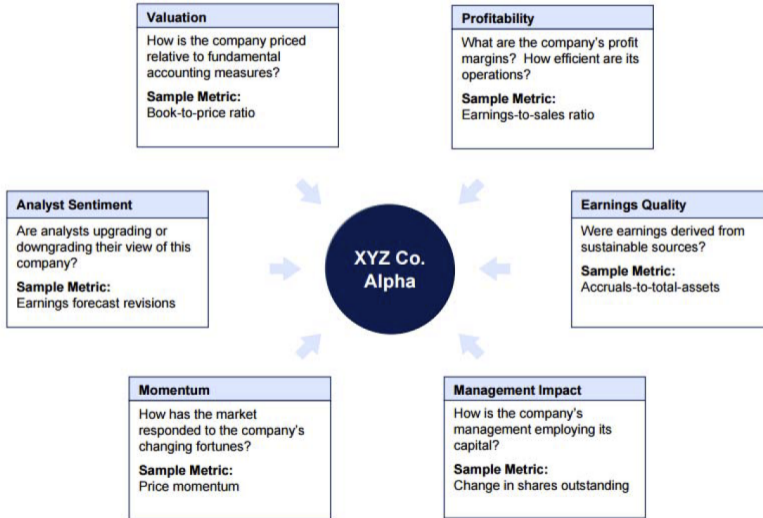 Valuation
How is the company priced
relative to fundamental
accounting measures?
Sample Metric:
Book-to-price ratio
Profitability
What are the company's profit
margins?  How efficient are its
operations?
Sample Metric:
Earnings-to-sales ratio
Analyst Sentiment
Are analysts upgrading or
downgrading their view of this
company?
Sample Metric:
Earnings forecast revisions
XYZ Co.
Alpha
Earnings Quality
Were earnings derived from
sustainable sources?
Sample Metric:
Accruals-to-total-assets
Momentum
How has the market
responded to the company's
changing fortunes?
Sample Metric:
Price momentum
Management Impact
How is the company's
management employing its
capital?
Sample Metric:
Change in shares outstanding